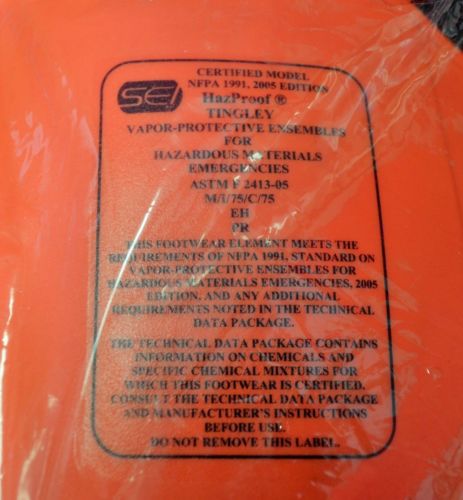 SEI
CERTIFIED MODEL
NFPA 1991, 2005 EDITION
HazProof ®
TINGLEY
VAPOR-PROTECTIVE ENSEMBLES
FOR
HAZARDOUS MATERIALS
EMERGENCIES
ASTM F 2413-05
M/I/75/C/75
EH
PR
THIS FOOTWEAR ELEMENT MEETS THE
REQUIREMENTS OF NFPA 1991, STANDARD ON
VAPOR-PROTECTIVE ENSEMBLES FOR
HAZARDOUS MATERIALS EMERGENCIES, 2005
EDITION, AND ANY ADDITIONAL
REQUIREMENTS NOTED IN THE TECHNICAL
DATA PACKAGE.
THE TECHNICAL DATA PACKAGE CONTAINS
INFORMATION ON CHEMICALS AND
SPECIFIC CHEMICAL MIXTURES FOR
WHICH THIS FOOTWEAR IS CERTIFIED.
CONSULT THE TECHNICAL DATA PACKAGE
AND MANUFACTURER'S INSTRUCTIONS
BEFORE USE.
DO NOT REMOVE THIS LABEL.